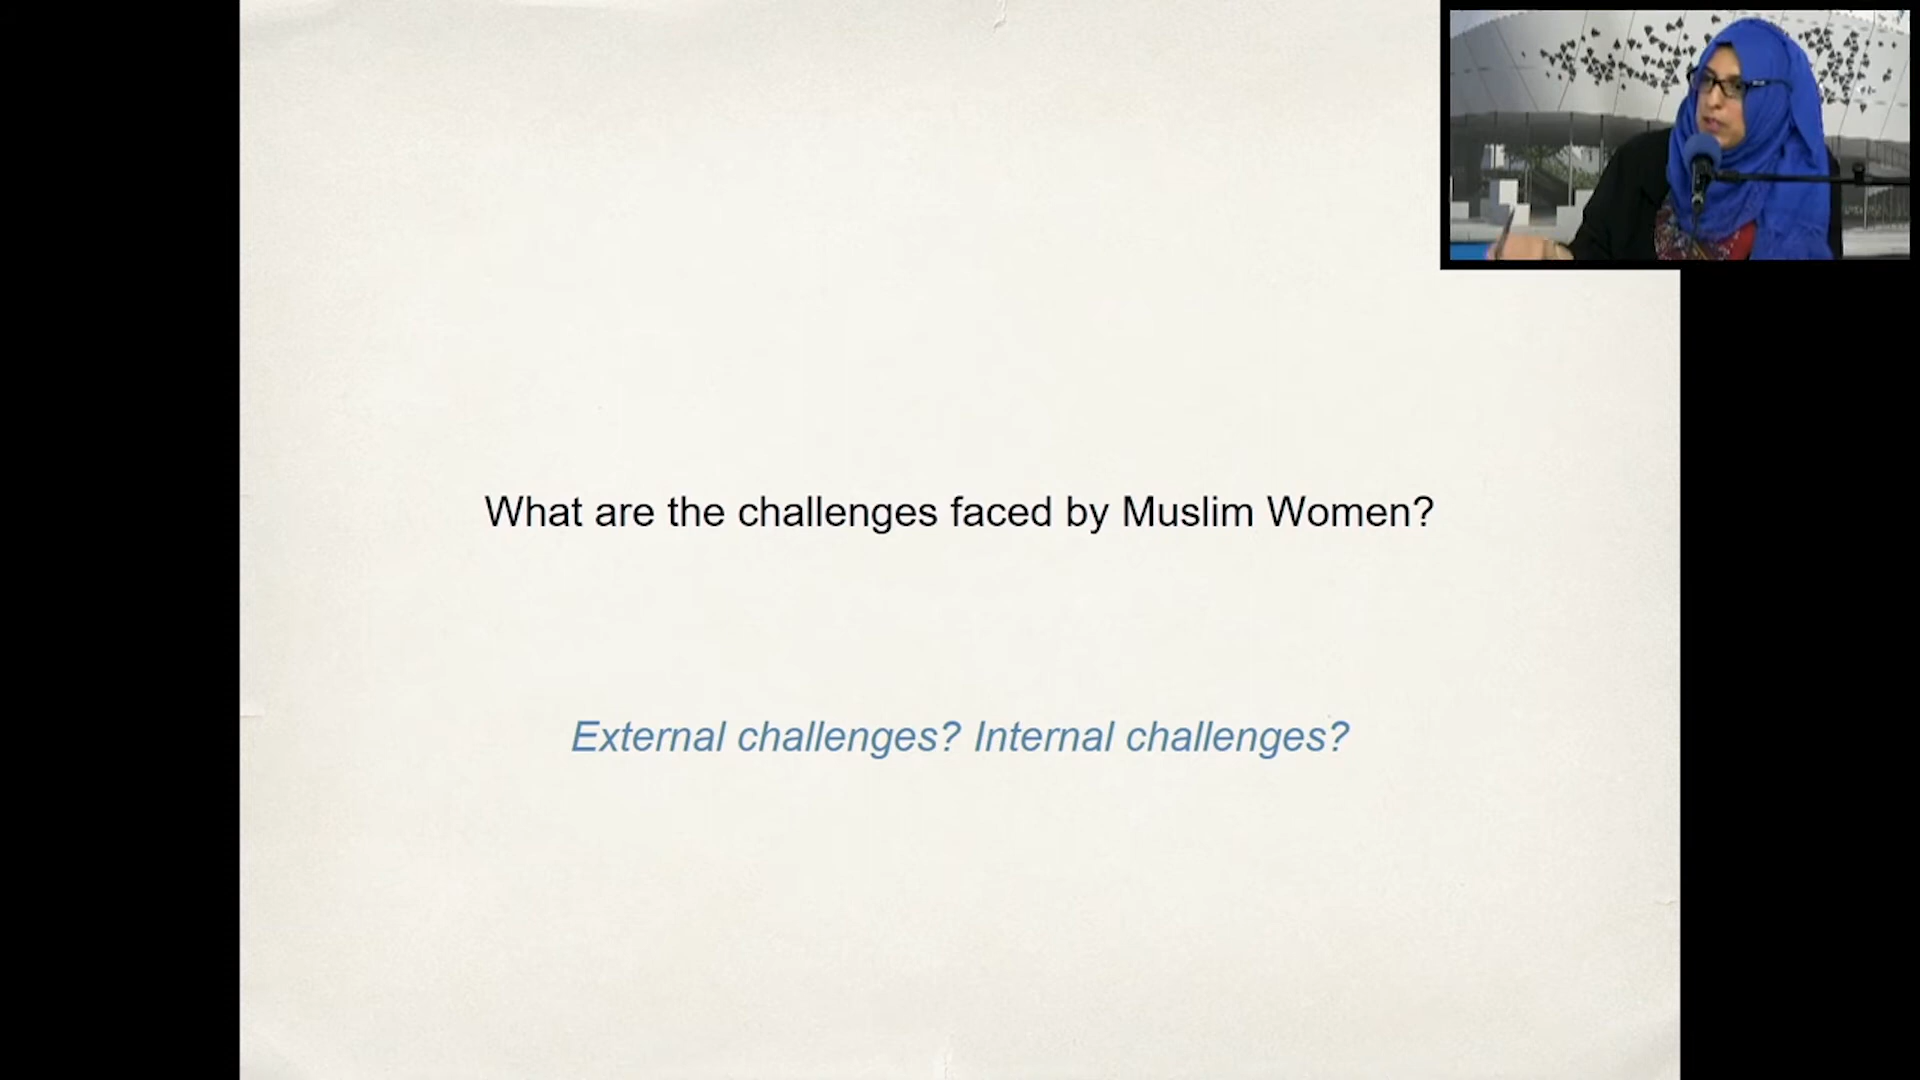 What are the challenges faced by Muslim Women?
External challenges? Internal challenges?